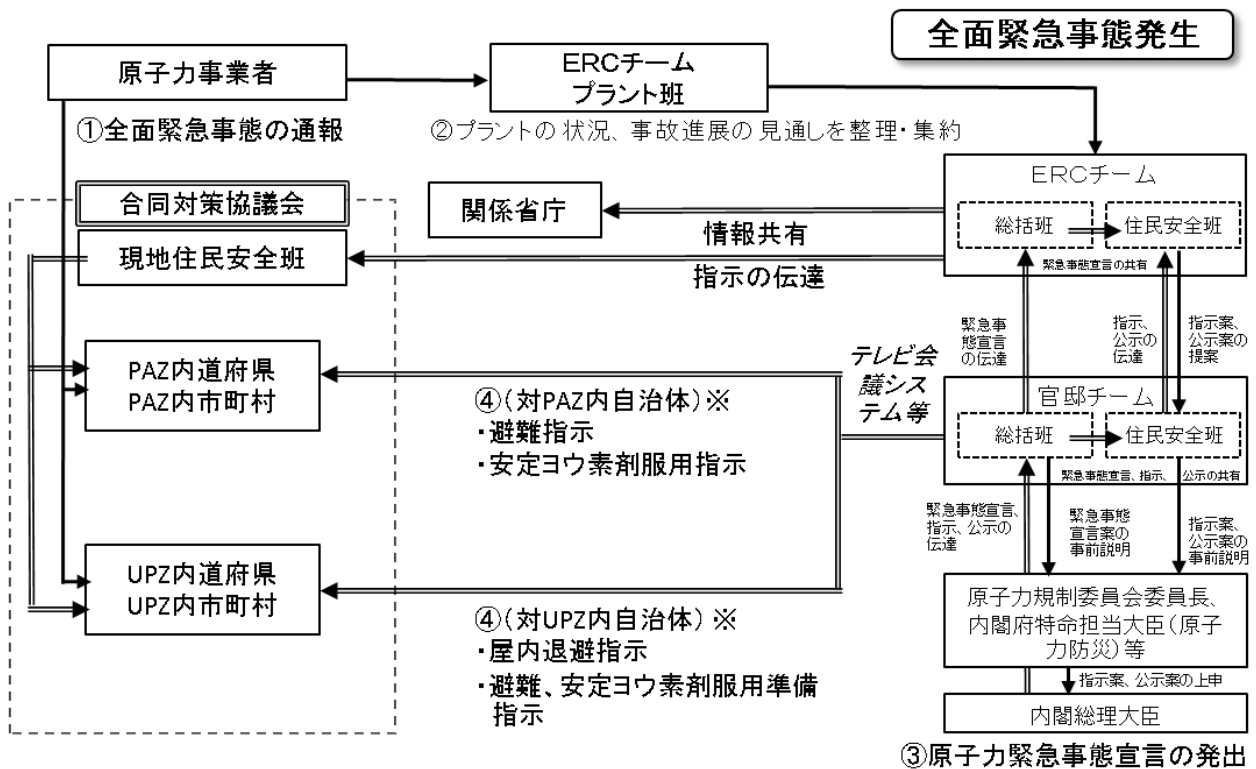 全面緊急事態発生
原子力事業者
ERCチーム
プラント班
①全面緊急事態の通報
②プラントの状況、事故進展の見通しを整理・集約
ERCチーム
総括班
住民安全班
緊急事態宣言の共有
合同対策協議会
現地住民安全班
関係省庁
情報共有
指示の伝達
緊急事
態宣言
の伝達
指示、
公示の
伝達
指示案、
公示案の
提案
PAZ内道府県
PAZ内市町村
テレビ会
議シス
テム等
④(対PAZ内自治体)※
・避難指示
・安定ヨウ素剤服用指示
官邸チーム
総括班
住民安全班
緊急事態宣言、指示、 公示の共有
緊急事態宣言、
指示、公示の
伝達
緊急事態
宣言案の
事前説明
指示案、
公示案の
事前説明
UPZ内道府県
UPZ内市町村
④(対UPZ内自治体)※
・屋内退避指示
・避難、安定ヨウ素剤服用準備
指示
原子力規制委員会委員長、
内閣府特命担当大臣(原子
力防災)等
指示案、公示案の上申
内閣総理大臣
③原子力緊急事態宣言の発出